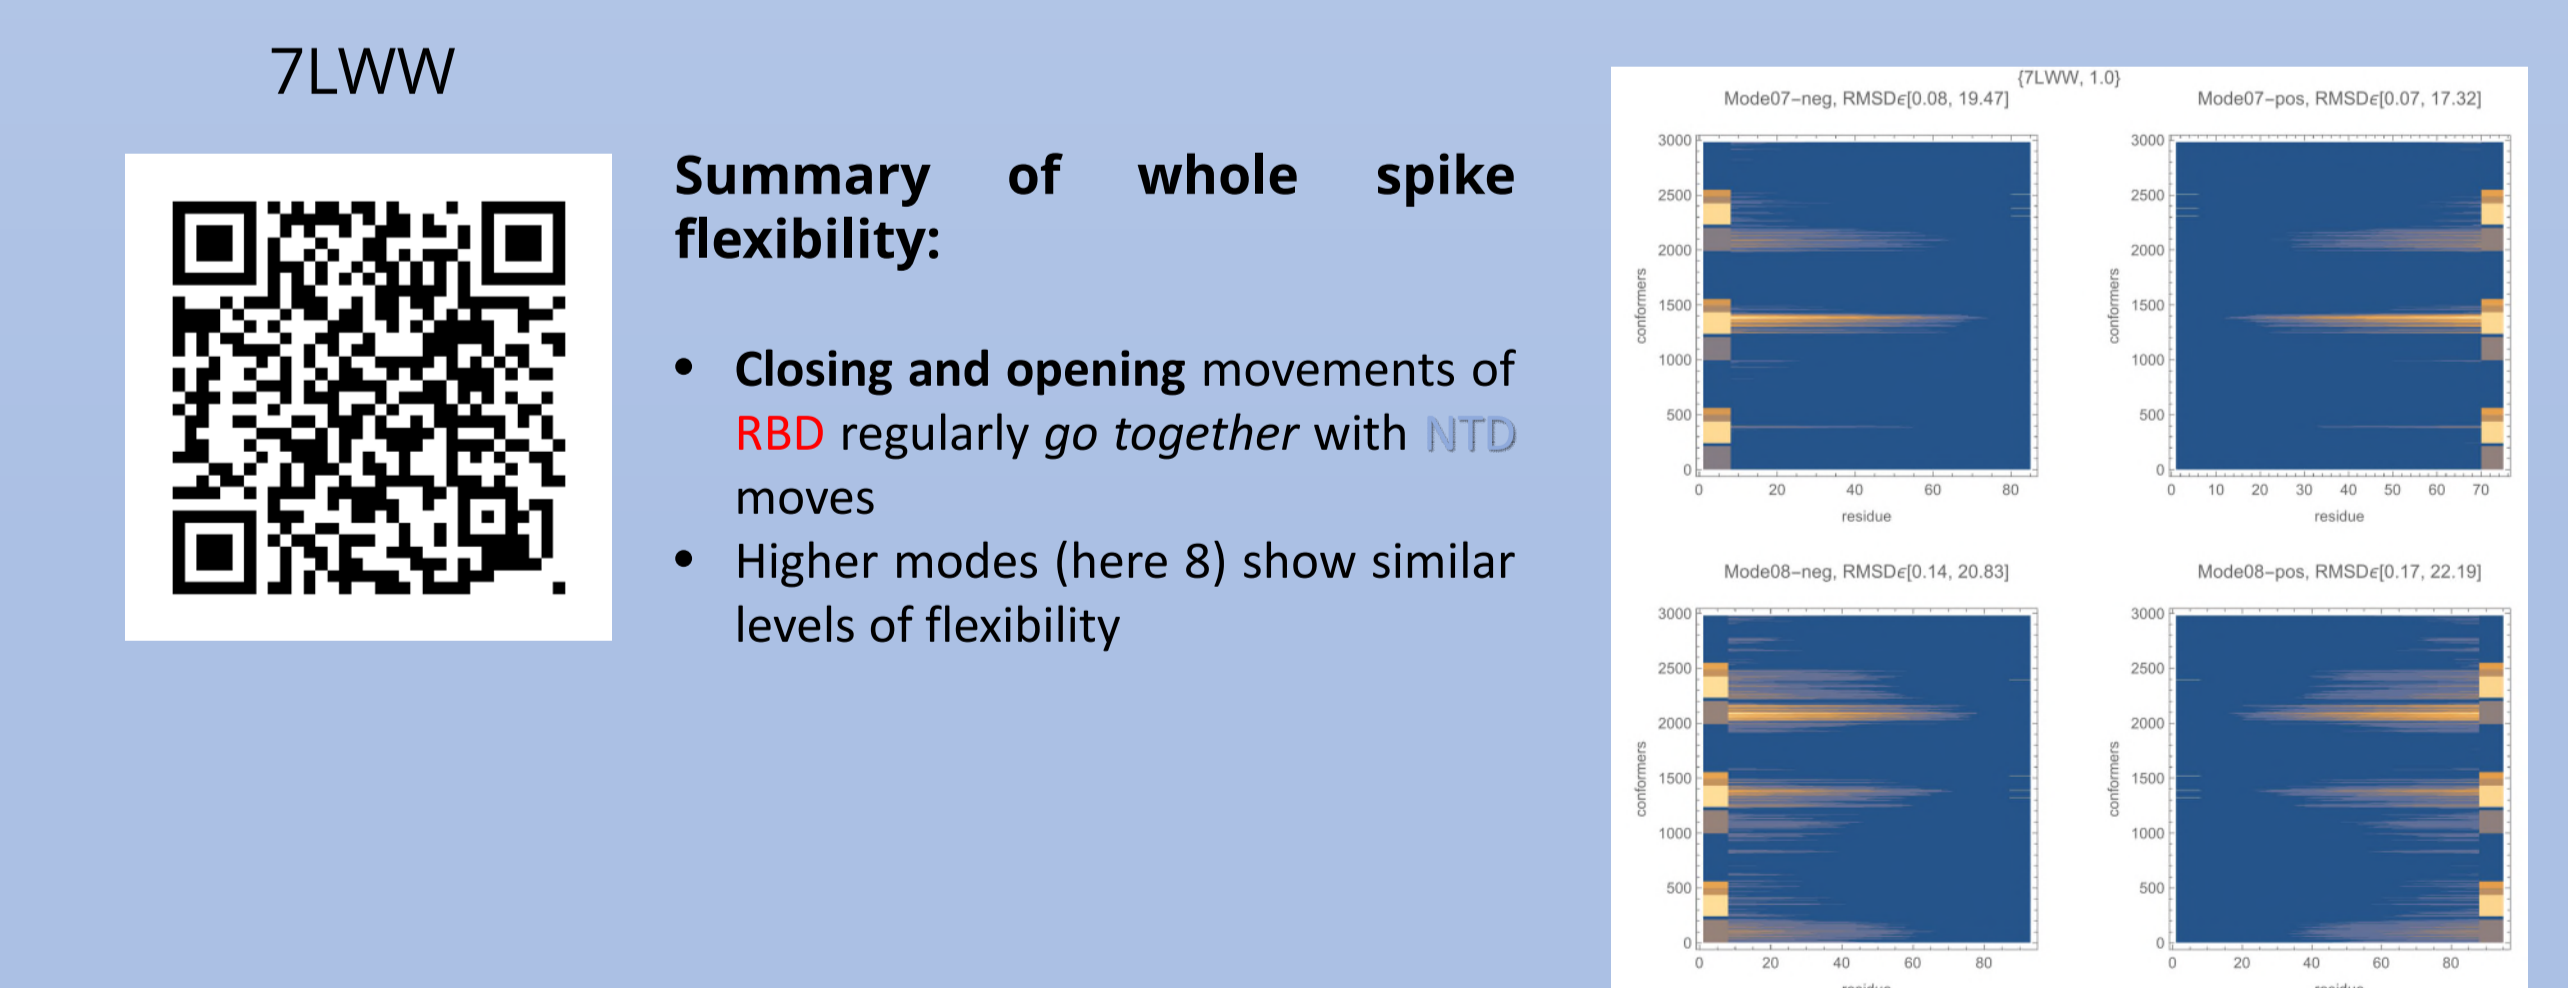 7LWW
Summary of whole spike
flexibility:
• Closing and opening movements of
RBD regularly go together with NTD
moves
• Higher modes (here 8) show similar
levels of flexibility
{7LWW, 1.0}
Mode07–neg, RMSDϵ[0.08, 19.47]
3000
2500
2000
1500
1000
500
0
conformers
0 20 40 60 80
residue
Mode07–pos, RMSDϵ[0.07, 17.32]
3000
2500
2000
1500
1000
500
0
conformers
0 10 20 30 40 50 60 70
residue
Mode08–neg, RMSDϵ[0.14, 20.83]
3000
2500
2000
1500
1000
500
0
conformers
0 20 40 60 80
residue
Mode08–pos, RMSDϵ[0.17, 22.19]
3000
2500
2000
1500
1000
500
0
conformers
0 20 40 60 80
residue